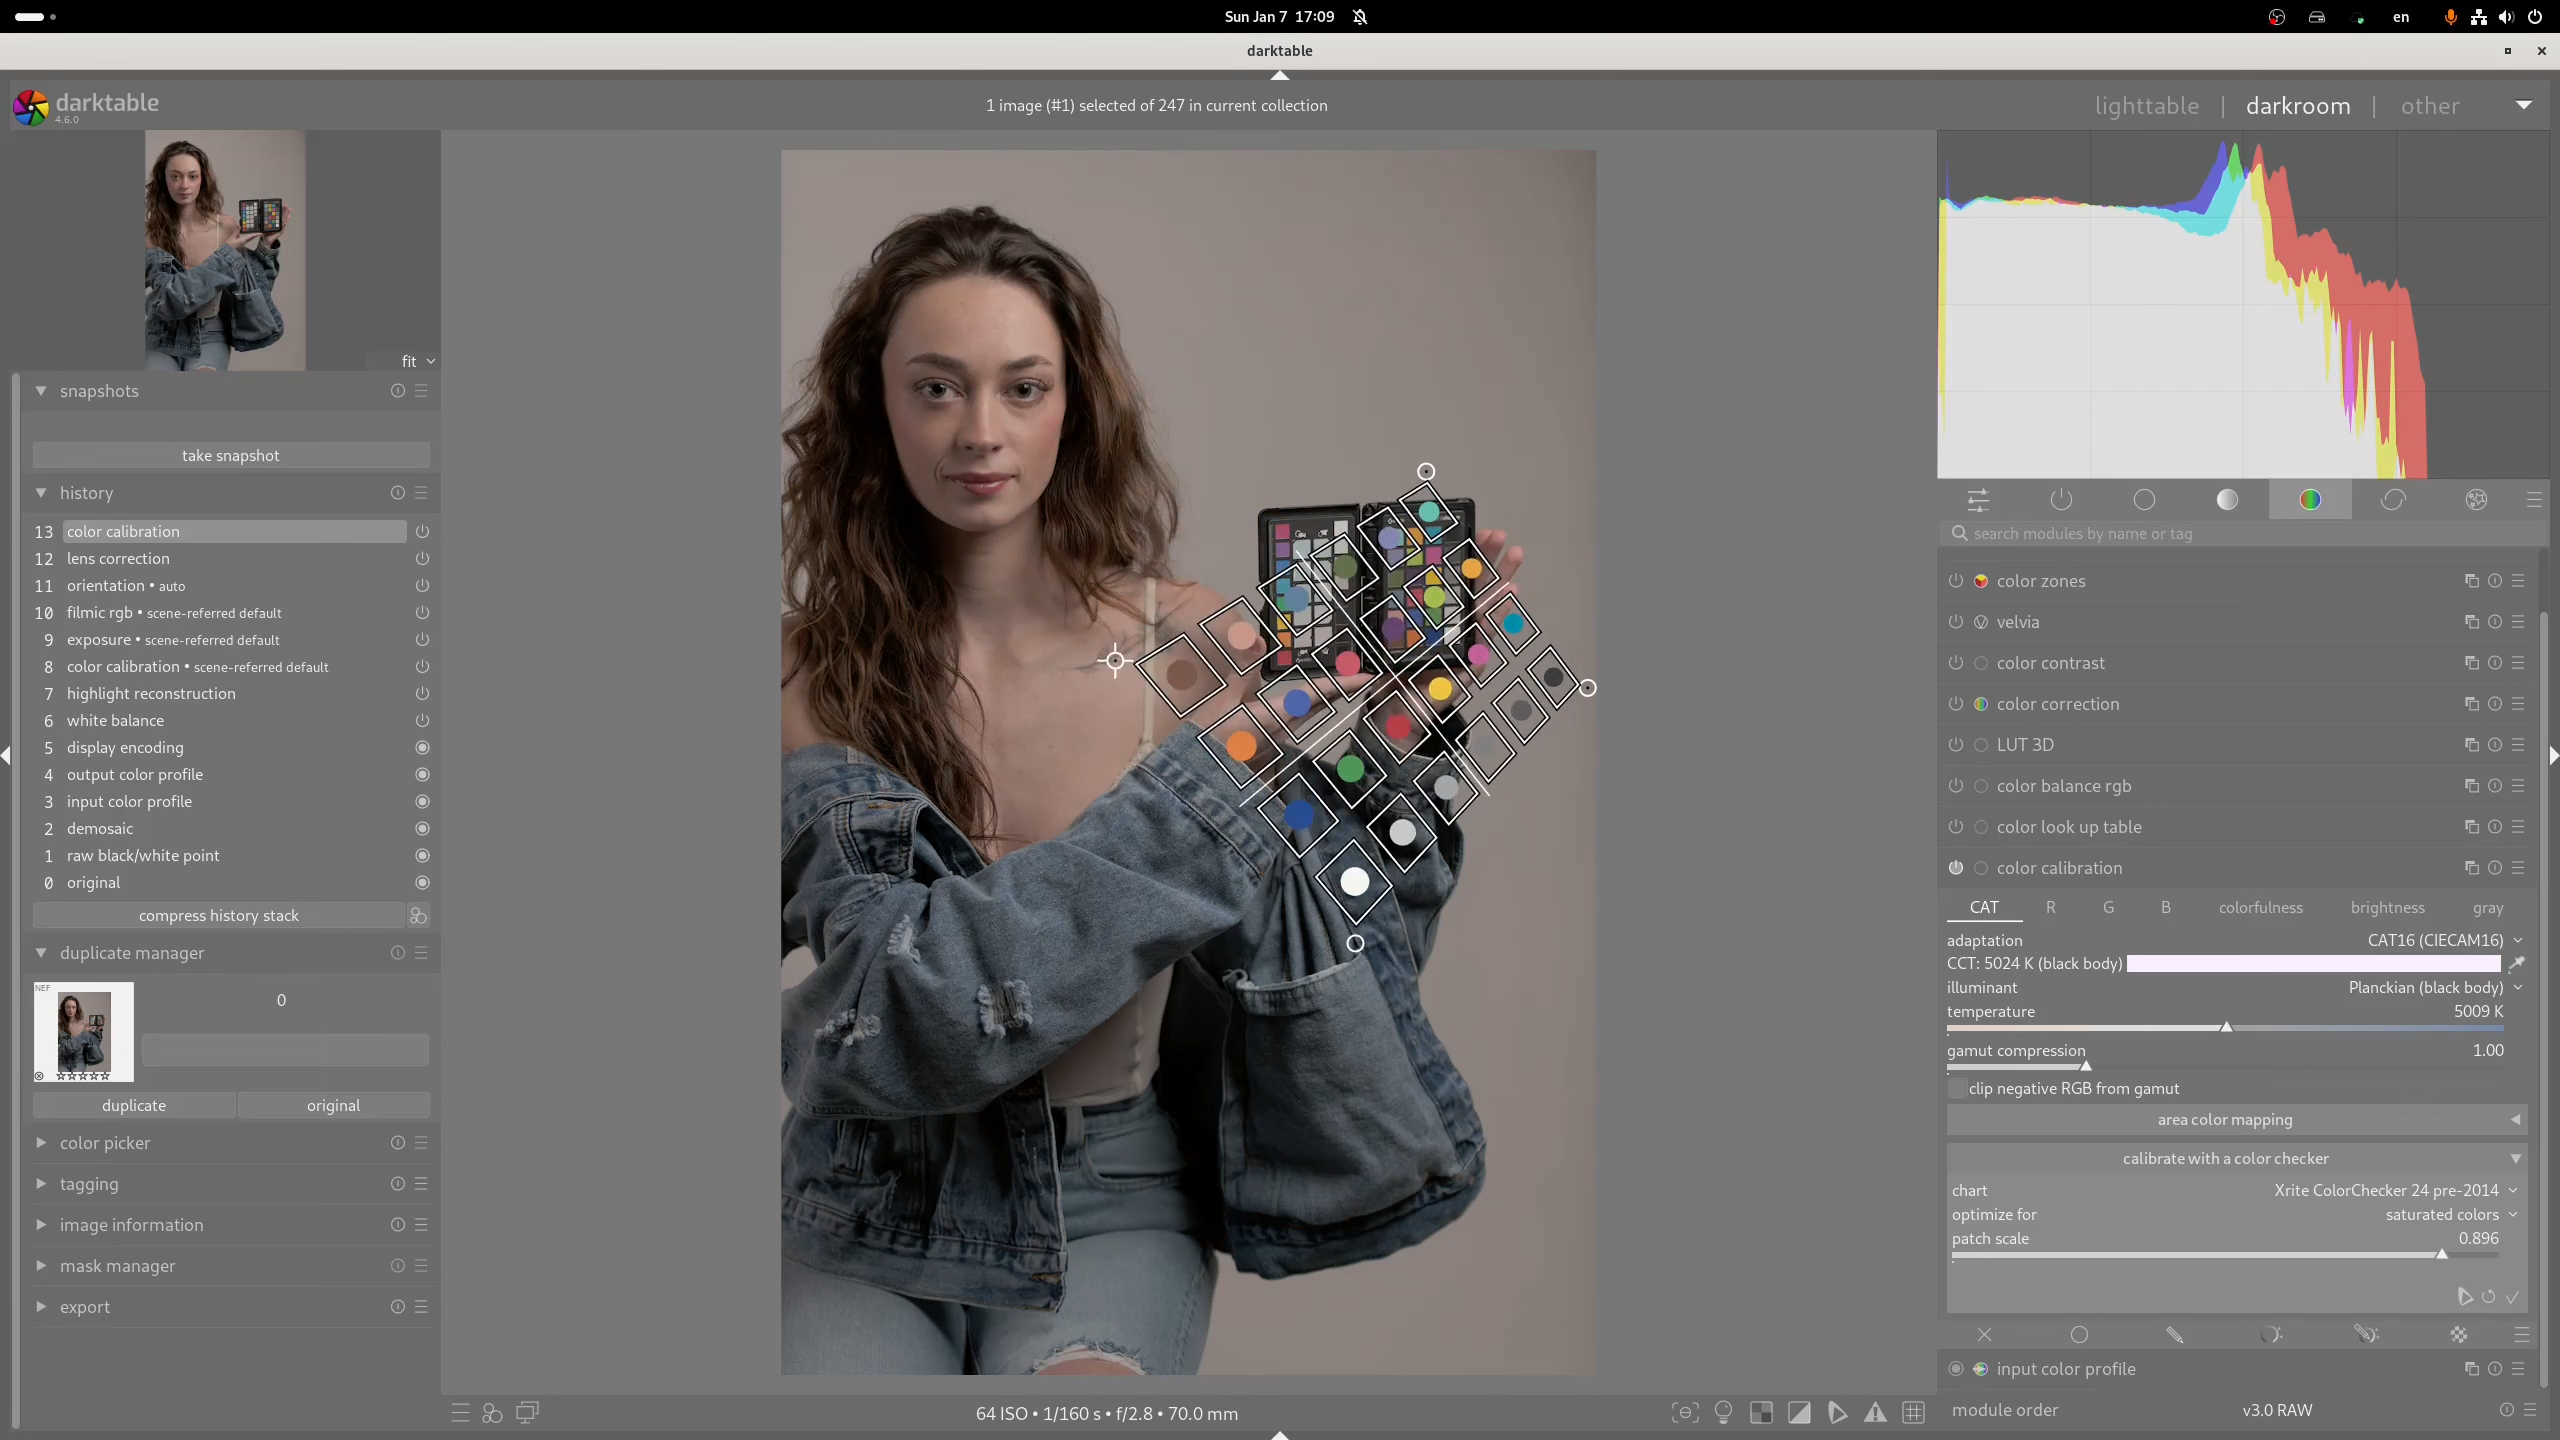 Sun Jan 7 17:09
en
darktable
darktable
4.6.0
1 image (#1) selected of 247 in current collection
lighttable | darkroom | other
fit
snapshots
take snapshot
history
13 color calibration
12 lens correction
11 orientation • auto
10 filmic rgb • scene-referred default
9 exposure • scene-referred default
8 color calibration • scene-referred default
7 highlight reconstruction
6 white balance
5 display encoding
4 output color profile
3 input color profile
2 demosaic
1 raw black/white point
0 original
compress history stack
duplicate manager
NEF
0
duplicate original
color picker
tagging
image information
mask manager
export
64 ISO • 1/160 s • f/2.8 • 70.0 mm
search modules by name or tag
color zones
velvia
color contrast
color correction
LUT 3D
color balance rgb
color look up table
color calibration
CAT R G B colorfulness brightness gray
adaptation CAT16 (CIECAM16)
CCT: 5024 K (black body)
illuminant Planckian (black body)
temperature 5009 K
gamut compression 1.00
clip negative RGB from gamut
area color mapping
calibrate with a color checker
chart Xrite ColorChecker 24 pre-2014
optimize for saturated colors
patch scale 0.896
input color profile
module order v3.0 RAW